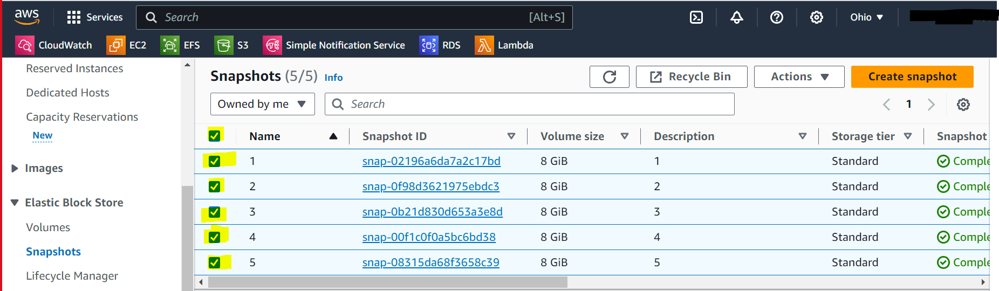 aws Services Search [Alt+S] Ohio
CloudWatch EC2 EFS S3 Simple Notification Service RDS Lambda
Reserved Instances
Dedicated Hosts
Capacity Reservations
New
Images
Elastic Block Store
Volumes
Snapshots
Lifecycle Manager
Snapshots (5/5) Info Recycle Bin Actions Create snapshot
Owned by me Search 1
Name Snapshot ID Volume size Description Storage tier Snapshot
1 snap-02196a6da7a2c17bd 8 GiB 1 Standard Comple
2 snap-0f98d3621975ebdc3 8 GiB 2 Standard Comple
3 snap-0b21d830d653a3e8d 8 GiB 3 Standard Comple
4 snap-00f1c0f0a5bc6bd38 8 GiB 4 Standard Comple
5 snap-08315da68f3658c39 8 GiB 5 Standard Comple